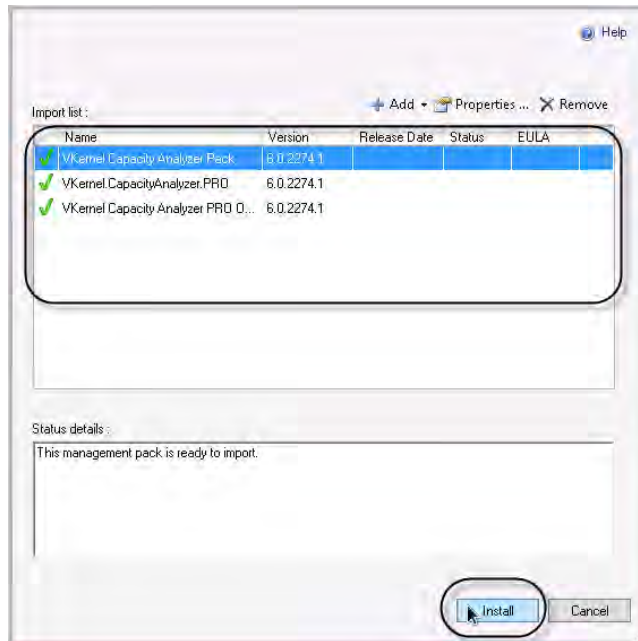 Help
Import list :
Add Properties ... Remove
Name Version Release Date Status EULA
VKernel Capacity Analyzer Pack 6.0.2274.1
VKernel.CapacityAnalyzer.PRO 6.0.2274.1
VKernel Capacity Analyzer PRO O... 6.0.2274.1
Status details :
This management pack is ready to import.
Install Cancel